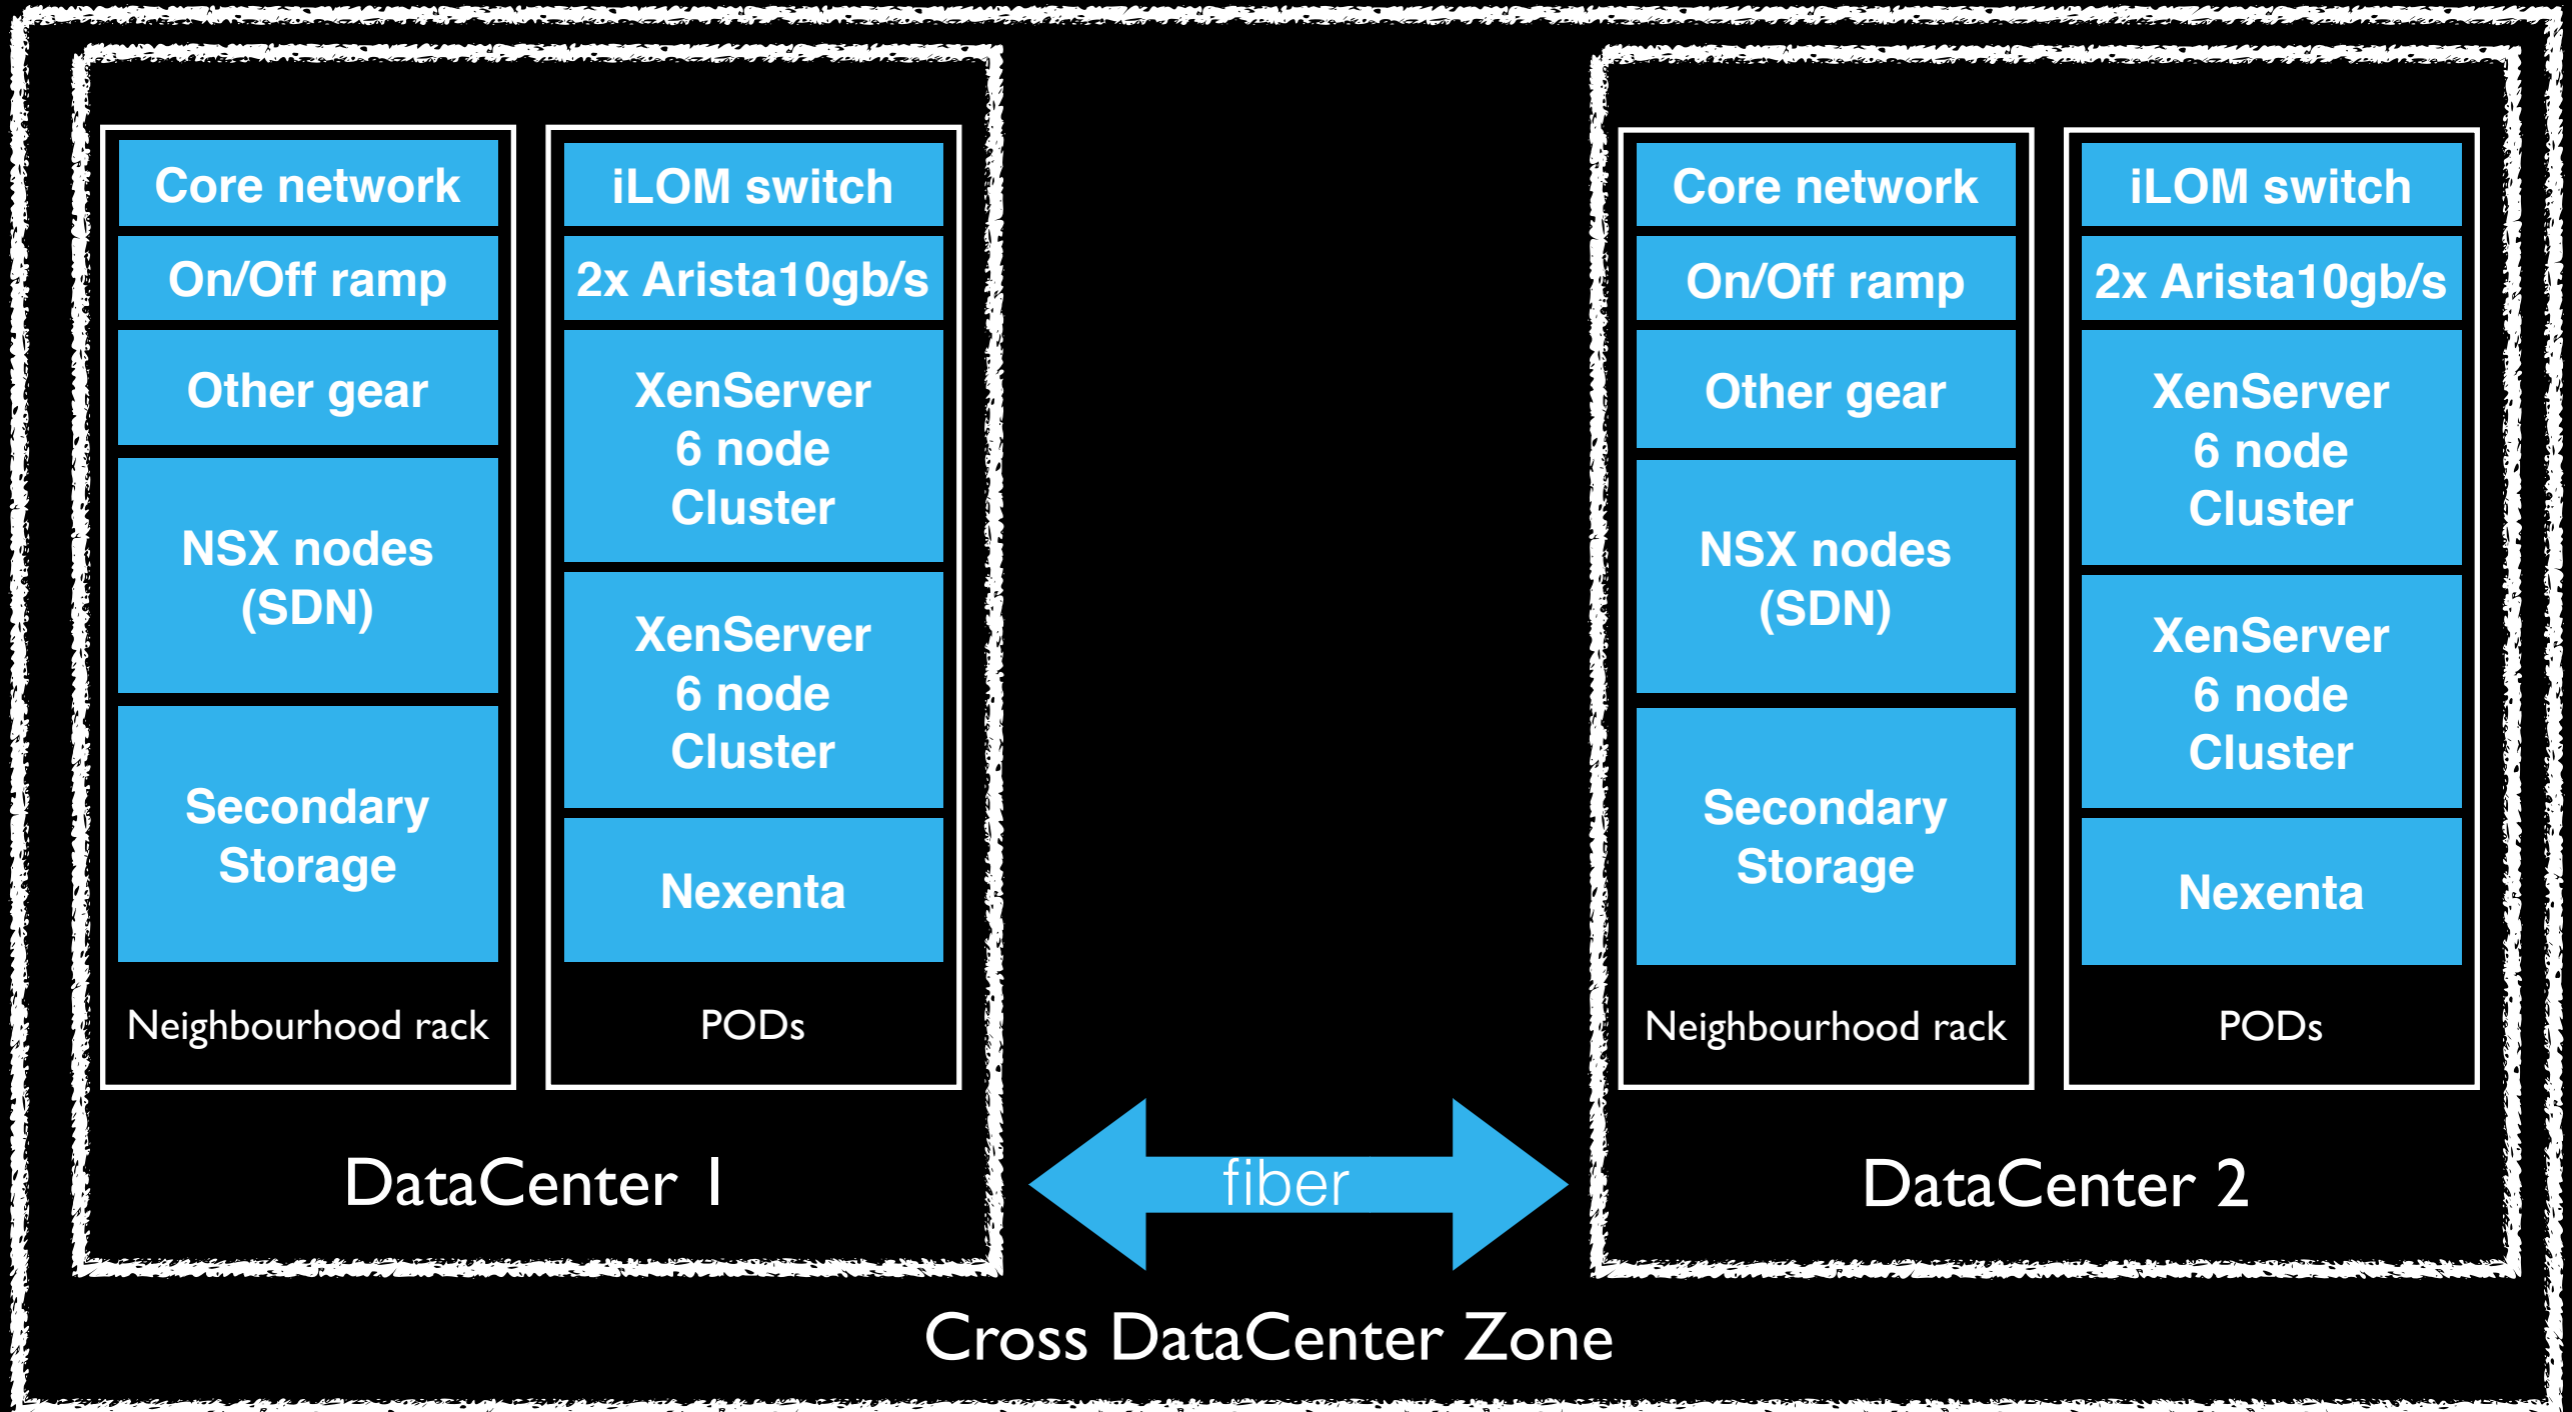 Core network
On/Off ramp
Other gear
NSX nodes
(SDN)
Secondary
Storage
Neighbourhood rack
iLOM switch
2x Arista10gb/s
XenServer
6 node
Cluster
XenServer
6 node
Cluster
Nexenta
PODs
DataCenter 1
fiber
Core network
On/Off ramp
Other gear
NSX nodes
(SDN)
Secondary
Storage
Neighbourhood rack
iLOM switch
2x Arista10gb/s
XenServer
6 node
Cluster
XenServer
6 node
Cluster
Nexenta
PODs
DataCenter 2
Cross DataCenter Zone